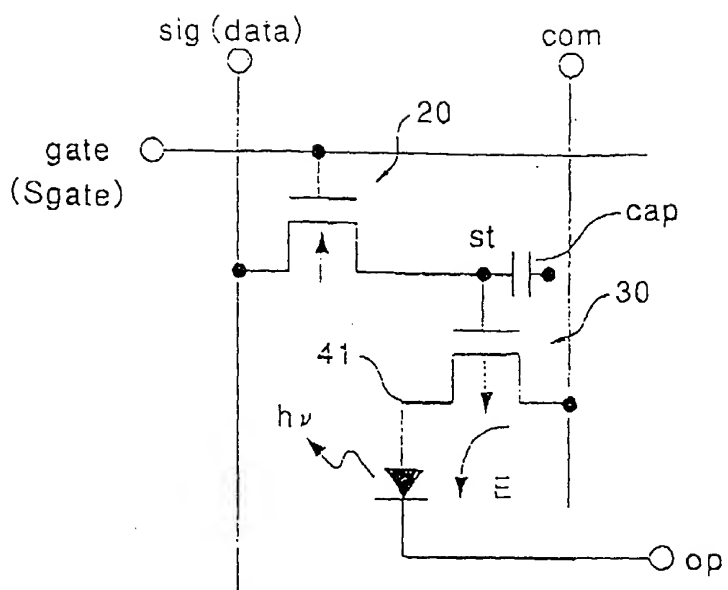 sig (data)
com
20
gate
(Sgate)
cap
st
30
41
hν
E
op